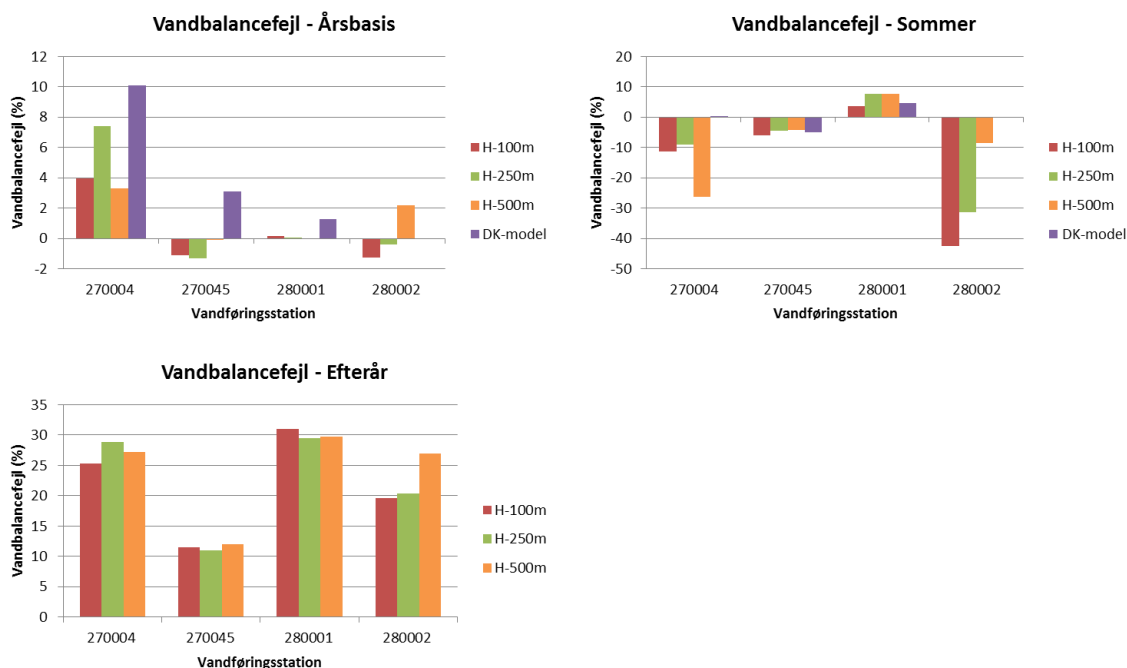 Vandbalancefejl - Årsbasis
Vandbalancefejl (%)
12
10
8
6
4
2
0
-2
270004 270045 280001 280002
Vandføringsstation
H-100m
H-250m
H-500m
DK-model
Vandbalancefejl - Sommer
Vandbalancefejl (%)
20
10
0
-10
-20
-30
-40
-50
270004 270045 280001 280002
Vandføringsstation
H-100m
H-250m
H-500m
DK-model
Vandbalancefejl - Efterår
Vandbalancefejl (%)
35
30
25
20
15
10
5
0
270004 270045 280001 280002
Vandføringsstation
H-100m
H-250m
H-500m